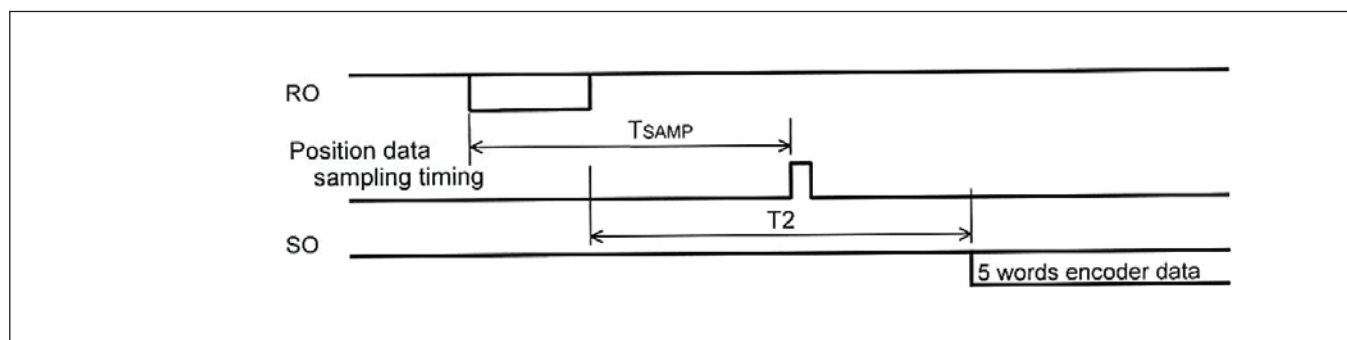 RO
TSAMP
Position data
sampling timing
T2
SO
5 words encoder data